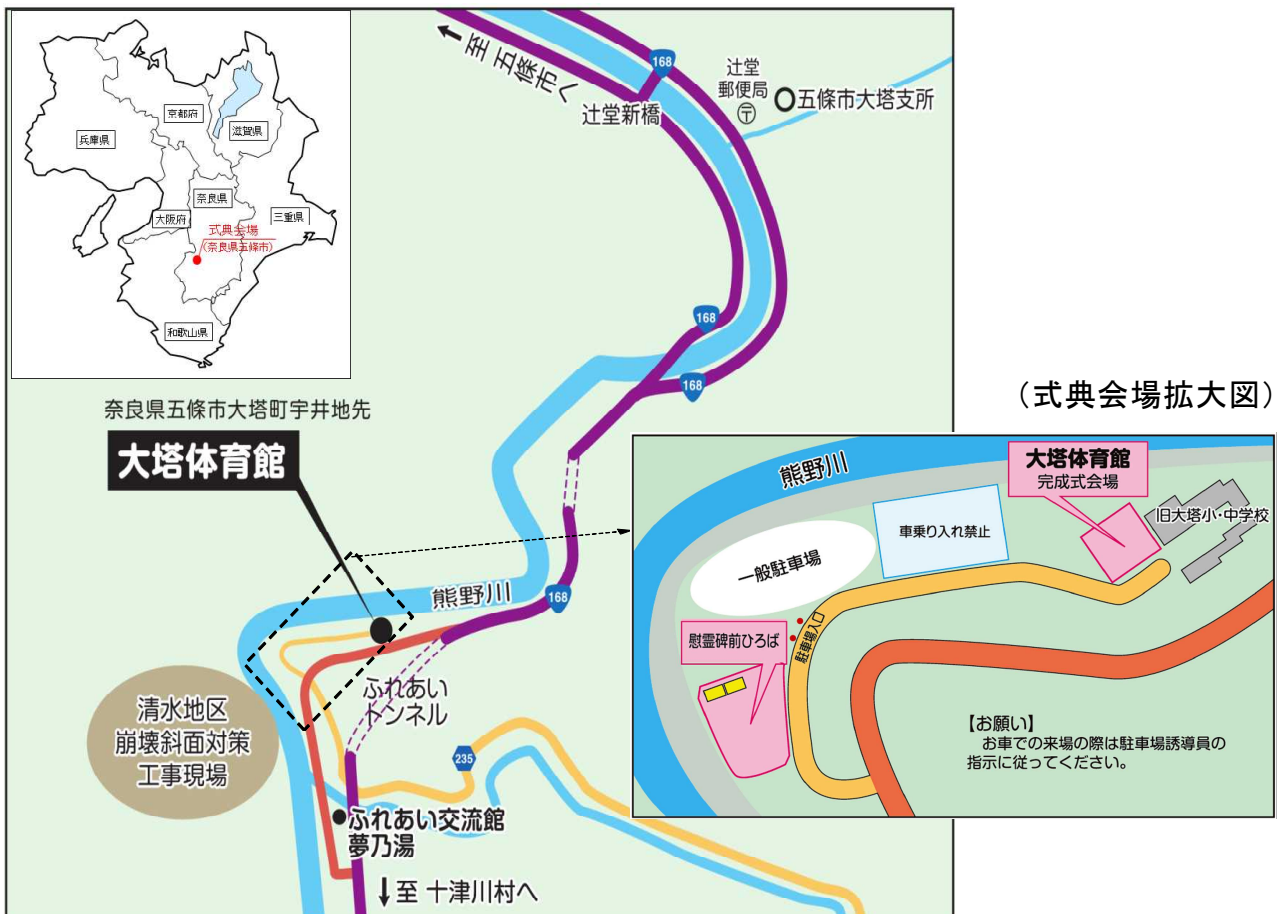 京都府
滋賀県
兵庫県
奈良県
大阪府
三重県
式典会場
(奈良県五條市)
和歌山県
至 五條市へ
168
辻堂
郵便局
〒
五條市大塔支所
辻堂新橋
168
168
奈良県五條市大塔町宇井地先
大塔体育館
熊野川
168
ふれあい
トンネル
清水地区
崩壊斜面対策
工事現場
235
ふれあい交流館
夢乃湯
至 十津川村へ
(式典会場拡大図)
熊野川
大塔体育館
完成式会場
旧大塔小・中学校
車乗り入れ禁止
一般駐車場
駐車場入口
慰霊碑前ひろば
【お願い】
お車での来場の際は駐車場誘導員の
指示に従ってください。